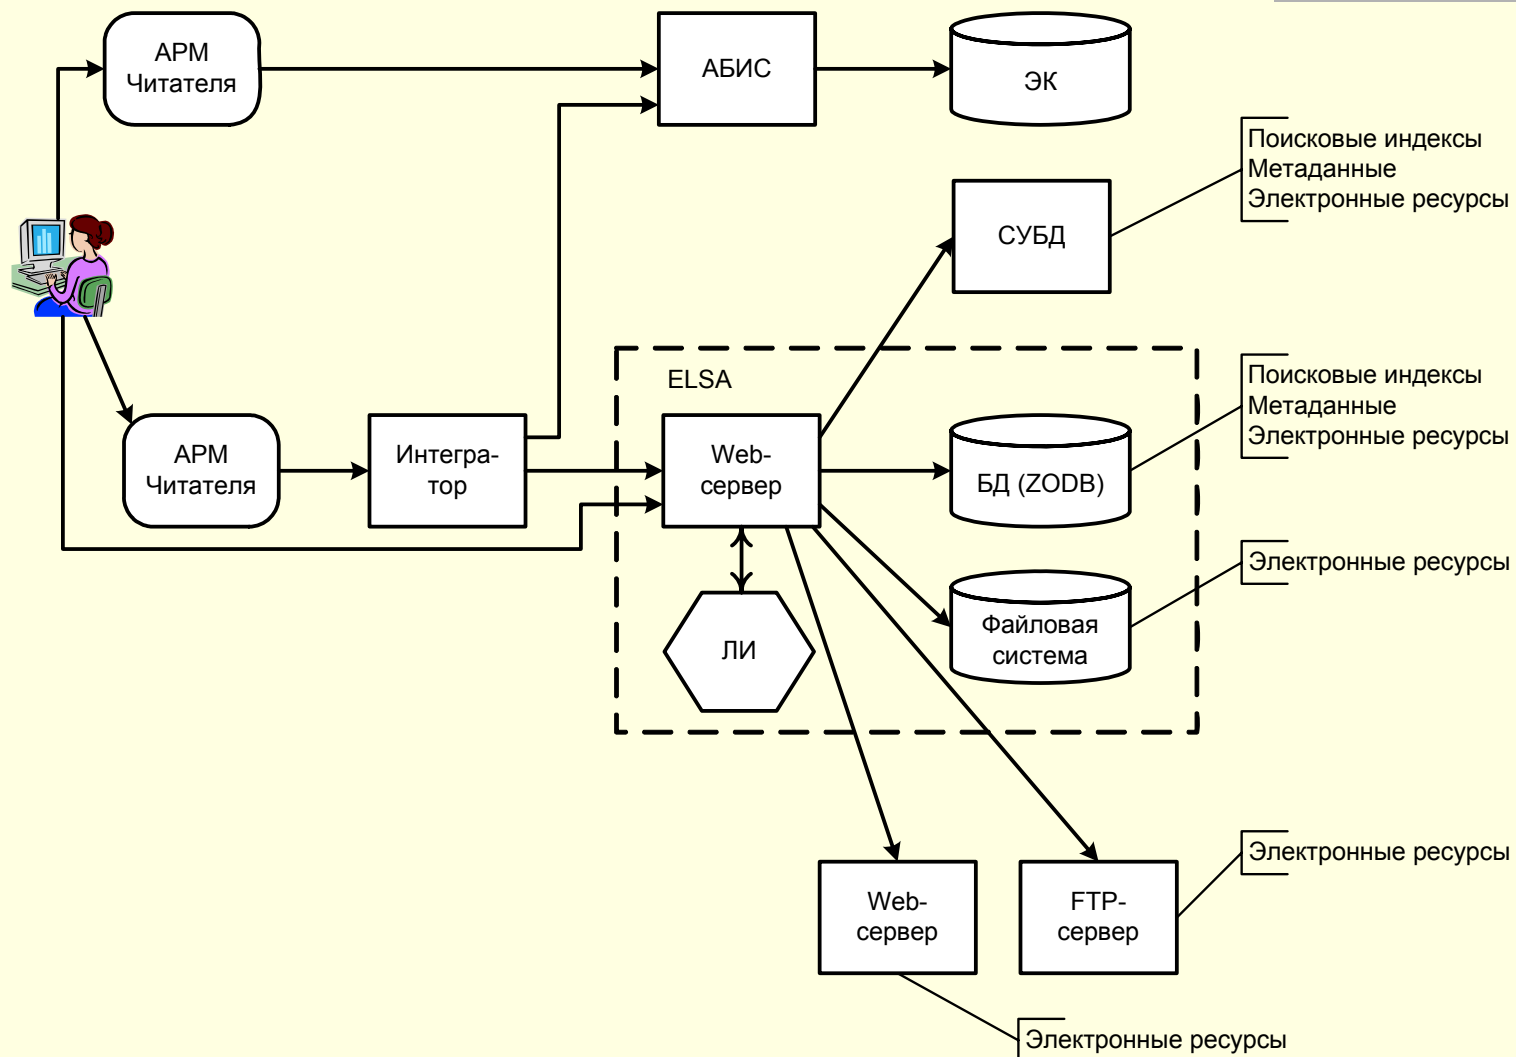 АРМ
Читателя
АБИС
ЭК
Поисковые индексы
Метаданные
Электронные ресурсы
СУБД
ELSA
Поисковые индексы
Метаданные
Электронные ресурсы
АРМ
Читателя
Интегра-
тор
Web-
сервер
БД (ZODB)
Электронные ресурсы
ЛИ
Файловая
система
Электронные ресурсы
Web-
сервер
FTP-
сервер
Электронные ресурсы